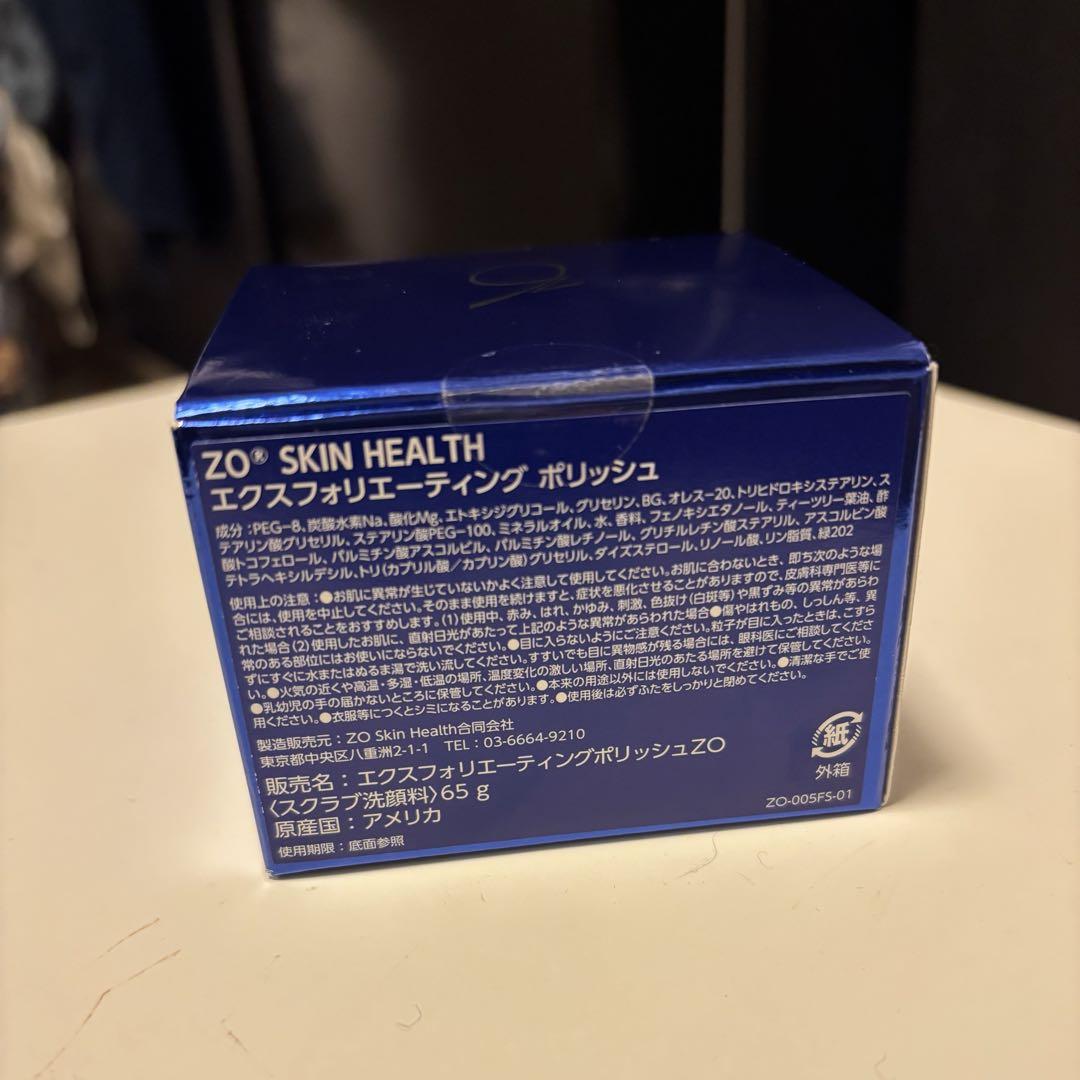 ZO® SKIN HEALTH
エクスフォリエーティング ポリッシュ
成分：PEG-8、炭酸水素Na、酸化Mg、エトキシジグリコール、グリセリン、BG、オレス-20、トリヒドロキシステアリン、ス
テアリン酸グリセリル、ステアリン酸PEG-100、ミネラルオイル、水、香料、フェノキシエタノール、ティーツリー葉油、酢
酸トコフェロール、パルミチン酸アスコルビル、パルミチン酸レチノール、グリチルレチン酸ステアリル、アスコルビン酸
テトラヘキシルデシル、トリ（カプリル酸／カプリン酸）グリセリル、ダイズステロール、リノール酸、リン脂質、緑202
使用上の注意：●お肌に異常が生じていないかよく注意して使用してください。お肌に合わないとき、即ち次のような場
合には、使用を中止してください。そのまま使用を続けますと、症状を悪化させることがありますので、皮膚科専門医等に
ご相談されることをおすすめします。(1)使用中、赤み、はれ、かゆみ、刺激、色抜け(白斑等)や黒ずみ等の異常があらわ
れた場合(2)使用したお肌に、直射日光があたって上記のような異常があらわれた場合●傷やはれもの、しっしん等、異
常のある部位にはお使いにならないでください。●目に入らないようにご注意ください。粒子が目に入ったときは、こすら
ずにすぐに水またはぬるま湯で洗い流してください。すすいでも目に異物感が残る場合には、眼科医にご相談してくださ
い。●火気の近くや高温・多湿・低温の場所、温度変化の激しい場所、直射日光のあたる場所を避けて保管してください。
●乳幼児の手の届かないところに保管してください。●本来の用途以外には使用しないでください。●清潔な手でご使
用ください。●衣服等につくとシミになることがあります。●使用後は必ずふたをしっかりと閉めてください。
製造販売元：ZO Skin Health合同会社
東京都中央区八重洲2-1-1 TEL：03-6664-9210
販売名：エクスフォリエーティングポリッシュZO
〈スクラブ洗顔料〉65 g
原産国：アメリカ
使用期限：底面参照
紙
外箱
ZO-005FS-01